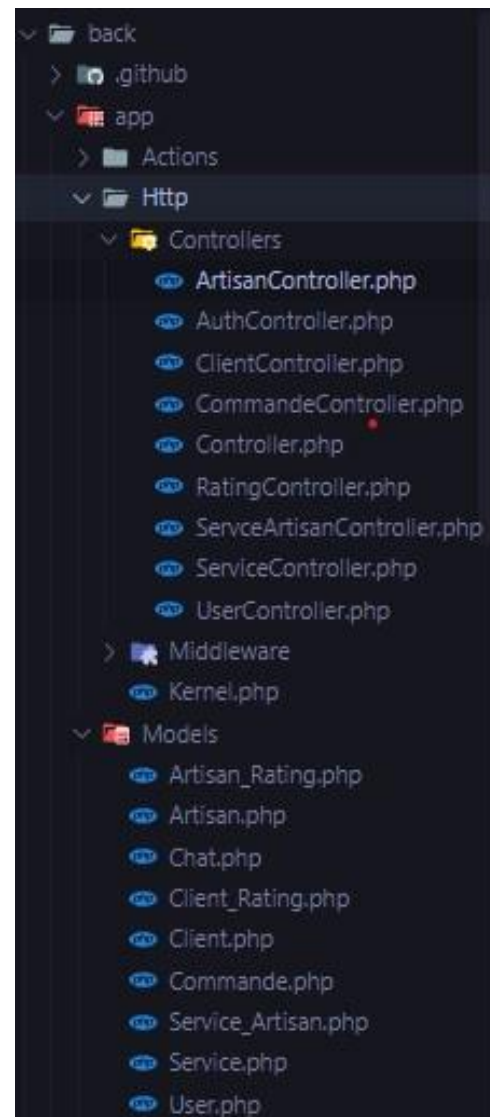 back
.github
app
Actions
Http
Controllers
ArtisanController.php
AuthController.php
ClientController.php
CommandeController.php
Controller.php
RatingController.php
ServceArtisanController.php
ServiceController.php
UserController.php
Middleware
Kernel.php
Models
Artisan_Rating.php
Artisan.php
Chat.php
Client_Rating.php
Client.php
Commande.php
Service_Artisan.php
Service.php
User.php